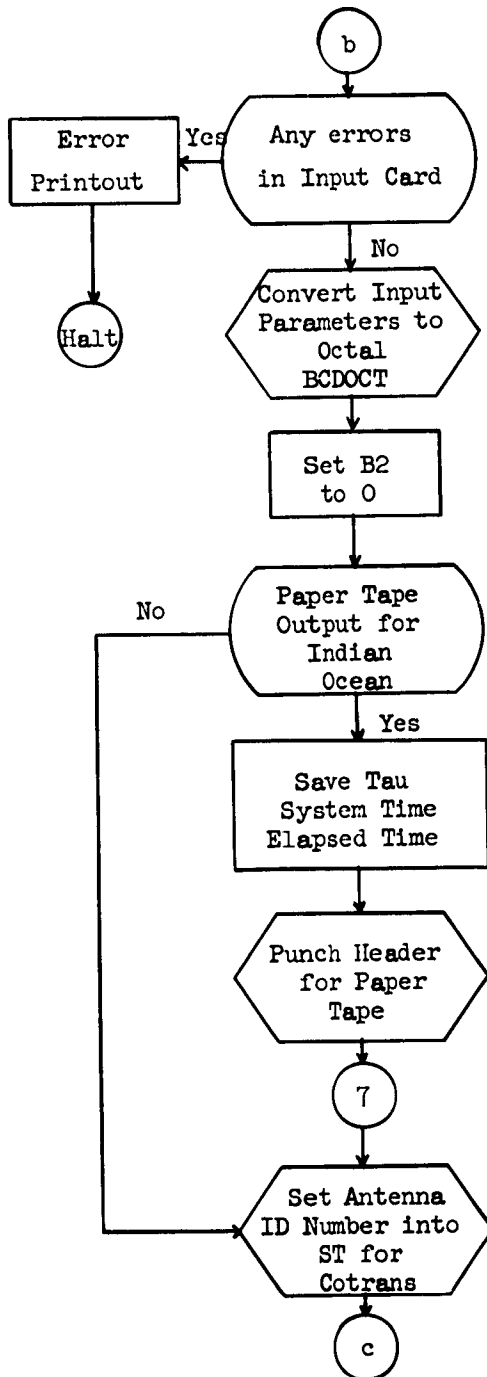 b
Any errors
in Input Card
Yes
Error
Printout
Halt
No
Convert Input
Parameters to
Octal
BCDOCT
Set B2
to 0
Paper Tape
Output for
Indian
Ocean
No
Yes
Save Tau
System Time
Elapsed Time
Punch Header
for Paper
Tape
7
Set Antenna
ID Number into
ST for
Cotrans
c